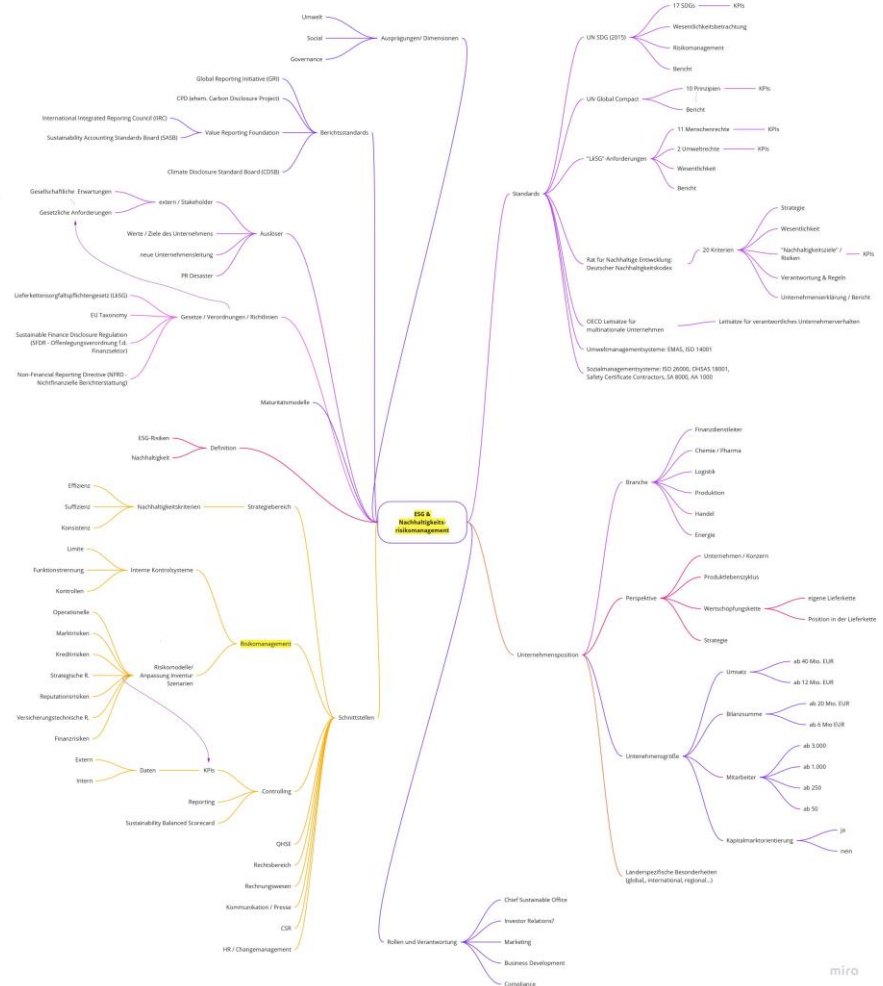 Umwelt
Social
Governance
Ausprägungen/ Dimensionen
Global Reporting Initiative (GRI)
CPD (ehem. Carbon Disclosure Project)
International Integrated Reporing Council (IIRC)
Sustainability Accounting Standards Board (SASB)
Value Reporting Foundation
Berichtsstandards
Climate Disclosure Standard Board (CDSB)
Gesellschaftliche Erwartungen
Gesetzliche Anforderungen
extern / Stakeholder
Auslöser
Werte / Ziele des Unternehmens
neue Unternehmensleitung
PR Desaster
Lieferkettensorgfaltspflichtengesetz (LkSG)
EU Taxonomy
Gesetze / Verordnungen / Richtlinien
Sustainable Finance Disclosure Regulation
(SFDR - Offenlegungsverordnung f.d.
Finanzsektor)
Non-Financial Reporting Directive (NFRD -
Nichtfinanzielle Berichterstattung)
Maturitätsmodelle
ESG-Risiken
Nachhaltigkeit
Definition
Effizienz
Suffizienz
Konsistenz
Nachhaltigkeitskriterien
Strategiebereich
Limite
Funktionstrennung
Kontrollen
Interne Kontrollsysteme
Risikomanagement
Operationelle
Marktrisiken
Kreditrisiken
Strategische R.
Reputationsrisiken
Versicherungstechnische R.
Finanzrisiken
Risikomodelle/
Anpassung Inventur
Szenarien
Schnittstellen
Extern
Intern
Daten
KPIs
Controlling
Reporting
Sustainability Balanced Scorecard
QHSE
Rechtsbereich
Rechnungswesen
Kommunikation / Presse
CSR
HR / Changemanagement
ESG &
Nachhaltigkeits-
risikomanagement
Standards
UN SDG (2015)
17 SDGs
KPIs
Wesentlichkeitsbetrachtung
Risikomanagement
Bericht
UN Global Compact
10 Prinzipien
KPIs
Bericht
"LkSG"-Anforderungen
11 Menschenrechte
KPIs
2 Umweltrechte
KPIs
Wesentlichkeit
Bericht
Rat für Nachhaltige Entwicklung:
Deutscher Nachhaltigkeitskodex
20 Kriterien
Strategie
Wesentlichkeit
"Nachhaltigkeitsziele" /
Risiken
KPIs
Verantwortung & Regeln
Unternehmenserklärung / Bericht
OECD Leitsätze für
multinationale Unternehmen
Leitsätze für verantwortliches Unternehmerverhalten
Umweltmanagementsysteme: EMAS, ISO 14001
Sozialmanagementsysteme: ISO 26000, OHSAS 18001,
Safety Certificate Contractors, SA 8000, AA 1000
Unternehmensposition
Branche
Finanzdienstleiter
Chemie / Pharma
Logistik
Produktion
Handel
Energie
Perspektive
Unternehmen / Konzern
Produktlebenszyklus
Wertschöpfungskette
eigene Lieferkette
Position in der Lieferkette
Strategie
Unternehmensgröße
Umsatz
ab 40 Mio. EUR
ab 12 Mio. EUR
Bilanzsumme
ab 20 Mio. EUR
ab 6 Mio EUR
Mitarbeiter
ab 3.000
ab 1.000
ab 250
ab 50
Kapitalmarktorientierung
ja
nein
Länderspezifische Besonderheiten
(global,, international, regional...)
Rollen und Verantwortung
Chief Sustainable Office
Investor Relations?
Marketing
Business Development
Compliance
miro